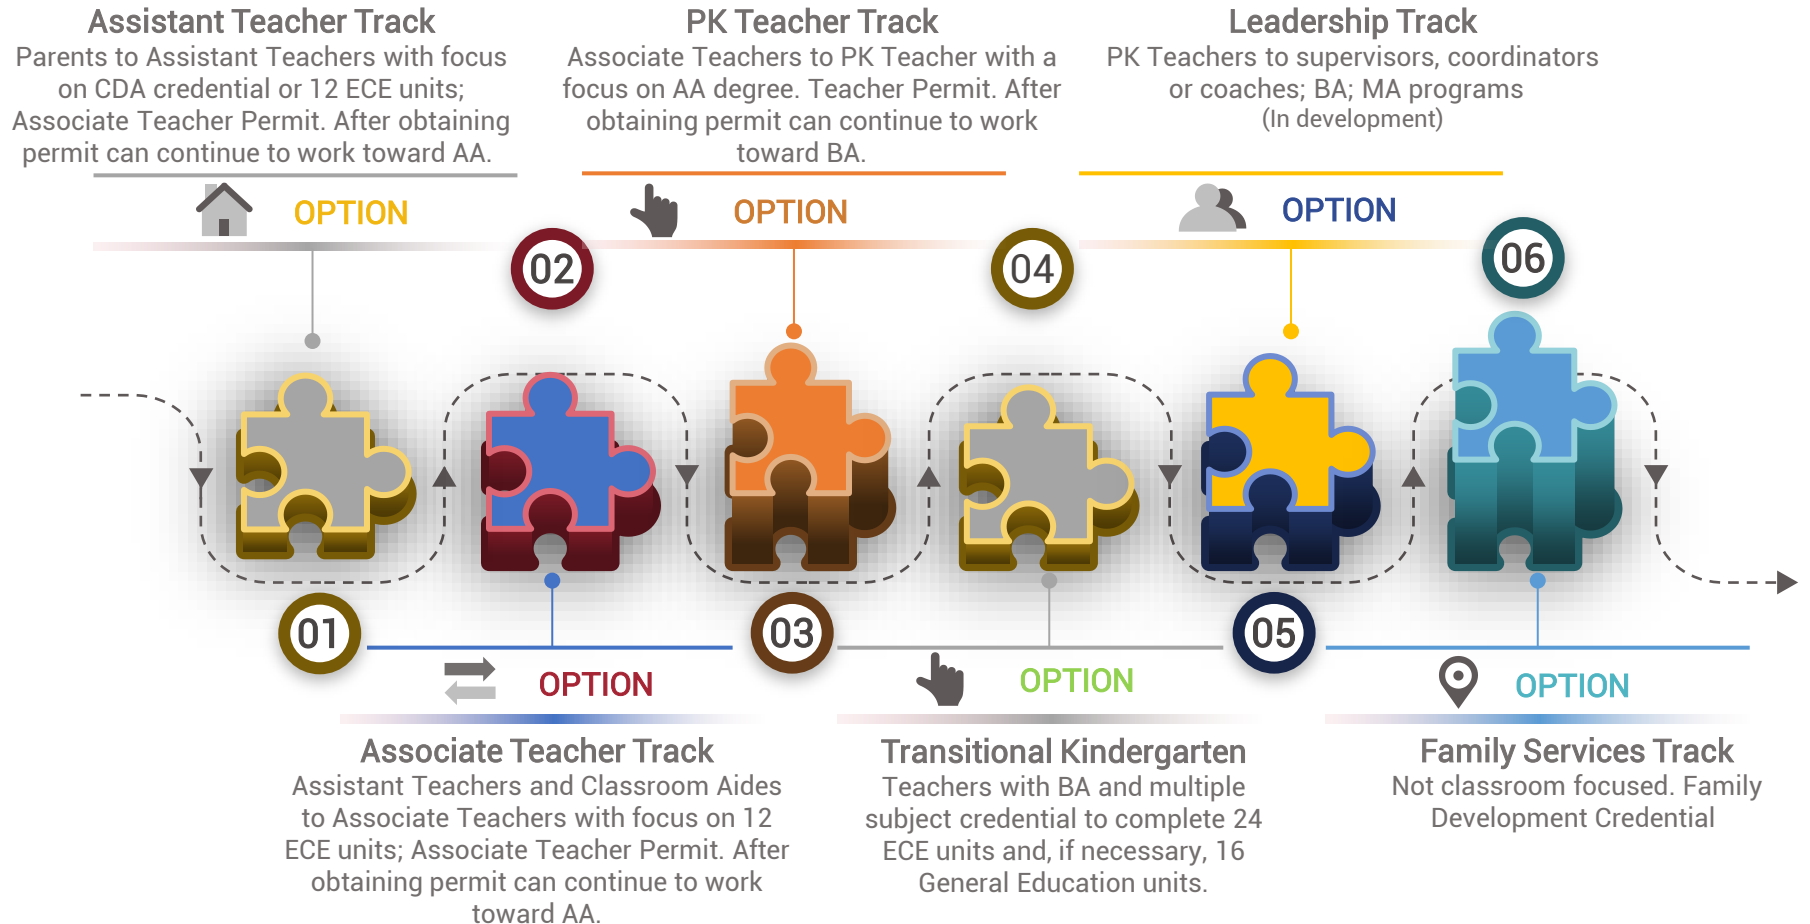 Assistant Teacher Track
Parents to Assistant Teachers with focus
on CDA credential or 12 ECE units;
Associate Teacher Permit. After obtaining
permit can continue to work toward AA.
OPTION
PK Teacher Track
Associate Teachers to PK Teacher with a
focus on AA degree. Teacher Permit. After
obtaining permit can continue to work
toward BA.
OPTION
Leadership Track
PK Teachers to supervisors, coordinators
or coaches; BA; MA programs
(In development)
OPTION
02
04
06
01
03
05
OPTION
Associate Teacher Track
Assistant Teachers and Classroom Aides
to Associate Teachers with focus on 12
ECE units; Associate Teacher Permit. After
obtaining permit can continue to work
toward AA.
OPTION
Transitional Kindergarten
Teachers with BA and multiple
subject credential to complete 24
ECE units and, if necessary, 16
General Education units.
OPTION
Family Services Track
Not classroom focused. Family
Development Credential